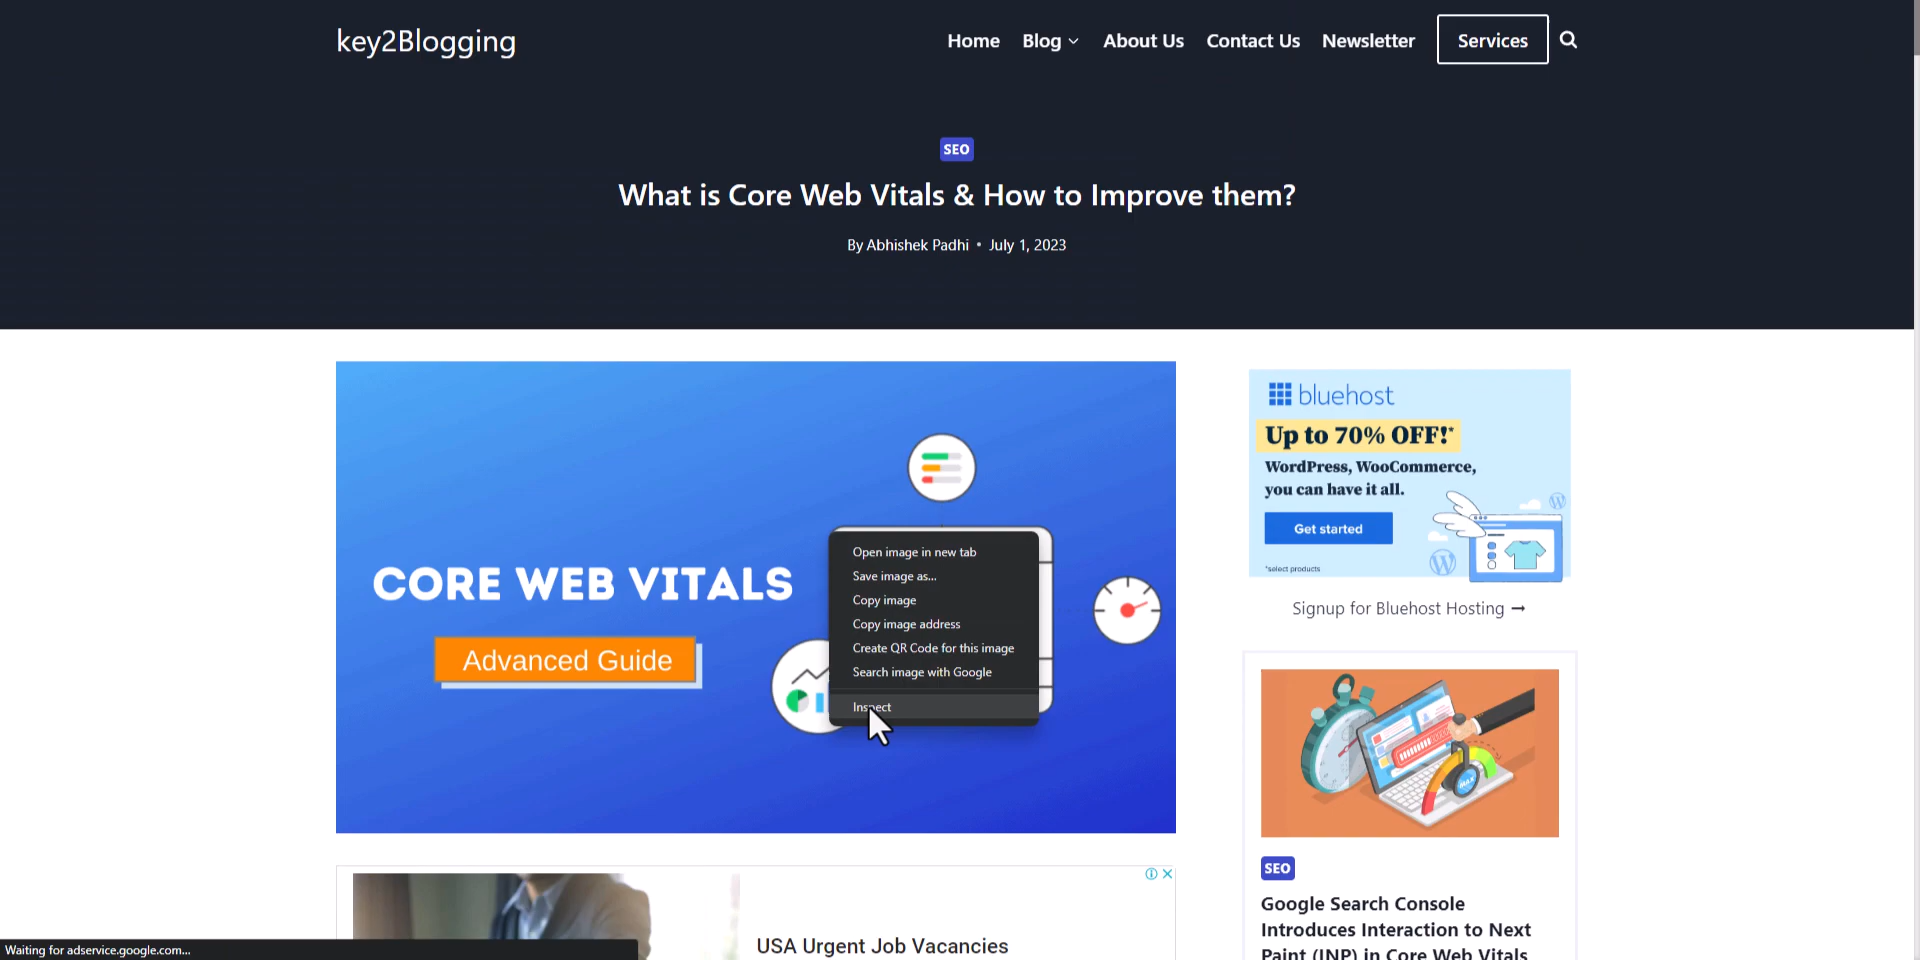 key2Blogging
Home Blog About Us Contact Us Newsletter Services
SEO
What is Core Web Vitals & How to Improve them?
By Abhishek Padhi • July 1, 2023
CORE WEB VITALS
Advanced Guide
Open image in new tab
Save image as...
Copy image
Copy image address
Create QR Code for this image
Search image with Google
Inspect
bluehost
Up to 70% OFF!*
WordPress, WooCommerce,
you can have it all.
Get started
*select products
Signup for Bluehost Hosting →
MAX
SEO
Google Search Console
Introduces Interaction to Next
Paint (INP) in Core Web Vitals
USA Urgent Job Vacancies
Waiting for adservice.google.com...